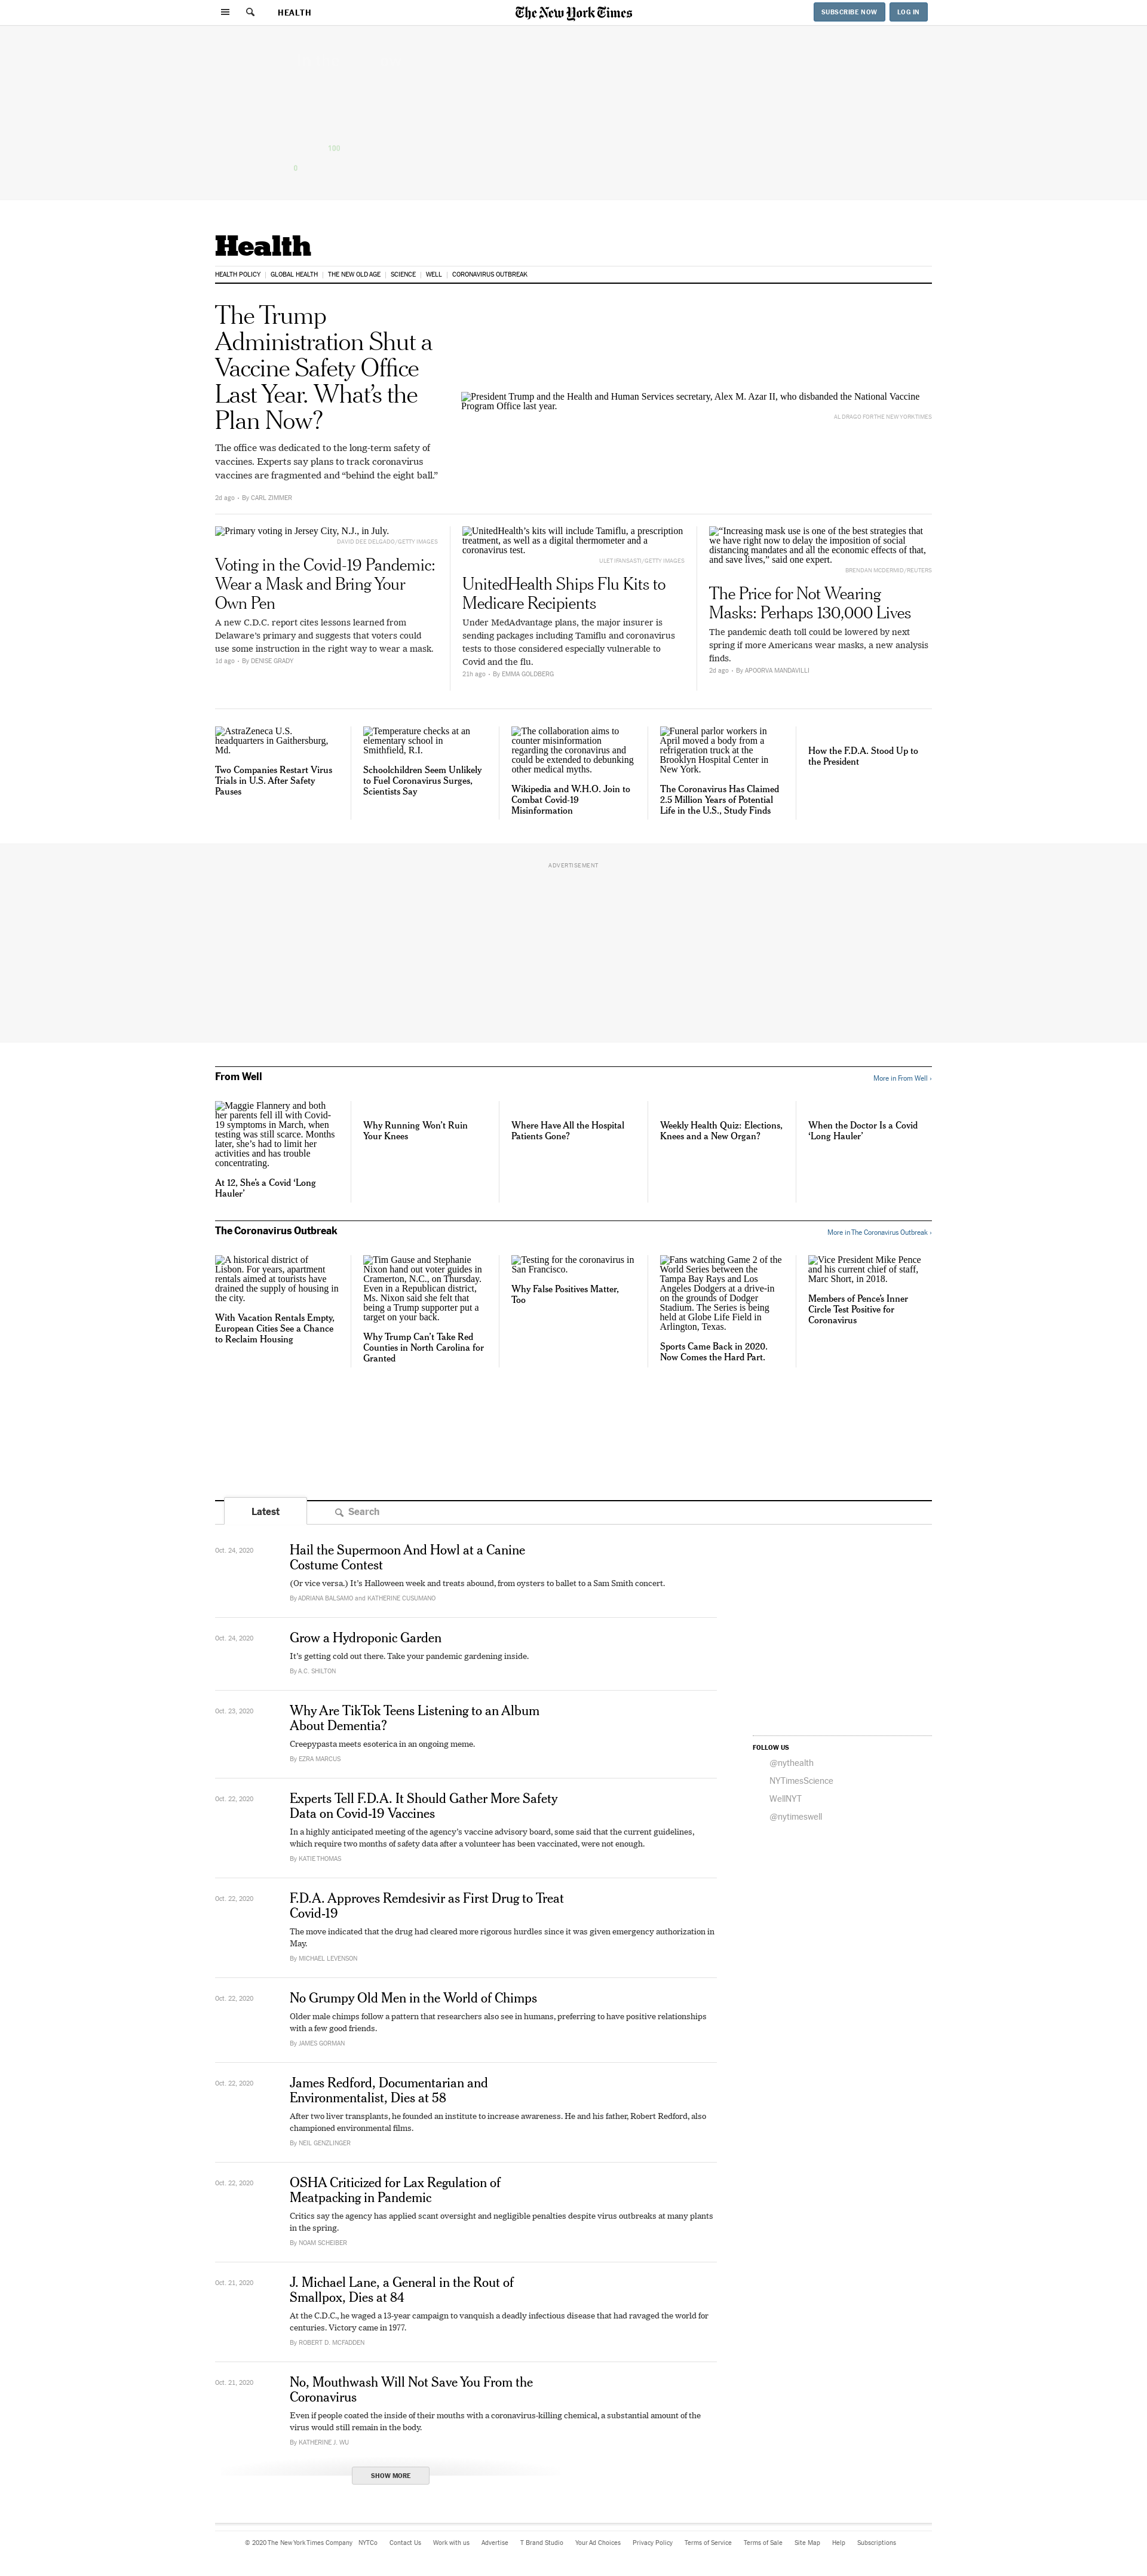 HEALTH
The New York Times
SUBSCRIBE NOW
LOG IN
100
0
Health
HEALTH POLICY | GLOBAL HEALTH | THE NEW OLD AGE | SCIENCE | WELL | CORONAVIRUS OUTBREAK
The Trump
Administration Shut a
Vaccine Safety Office
Last Year. What's the
Plan Now?
The office was dedicated to the long-term safety of
vaccines. Experts say plans to track coronavirus
vaccines are fragmented and “behind the eight ball.”
2d ago • By CARL ZIMMER
President Trump and the Health and Human Services secretary, Alex M. Azar II, who disbanded the National Vaccine
Program Office last year.
AL DRAGO FOR THE NEW YORK TIMES
Primary voting in Jersey City, N.J., in July.
DAVID DEE DELGADO/GETTY IMAGES
Voting in the Covid-19 Pandemic:
Wear a Mask and Bring Your
Own Pen
A new C.D.C. report cites lessons learned from
Delaware's primary and suggests that voters could
use some instruction in the right way to wear a mask.
1d ago • By DENISE GRADY
UnitedHealth's kits will include Tamiflu, a prescription
treatment, as well as a digital thermometer and a
coronavirus test.
ULET IFANSASTI/GETTY IMAGES
UnitedHealth Ships Flu Kits to
Medicare Recipients
Under MedAdvantage plans, the major insurer is
sending packages including Tamiflu and coronavirus
tests to those considered especially vulnerable to
Covid and the flu.
21h ago • By EMMA GOLDBERG
“Increasing mask use is one of the best strategies that
we have right now to delay the imposition of social
distancing mandates and all the economic effects of that,
and save lives,” said one expert.
BRENDAN MCDERMID/REUTERS
The Price for Not Wearing
Masks: Perhaps 130,000 Lives
The pandemic death toll could be lowered by next
spring if more Americans wear masks, a new analysis
finds.
2d ago • By APOORVA MANDAVILLI
AstraZeneca U.S.
headquarters in Gaithersburg,
Md.
Two Companies Restart Virus
Trials in U.S. After Safety
Pauses
Temperature checks at an
elementary school in
Smithfield, R.I.
Schoolchildren Seem Unlikely
to Fuel Coronavirus Surges,
Scientists Say
The collaboration aims to
counter misinformation
regarding the coronavirus and
could be extended to debunking
other medical myths.
Wikipedia and W.H.O. Join to
Combat Covid-19
Misinformation
Funeral parlor workers in
April moved a body from a
refrigeration truck at the
Brooklyn Hospital Center in
New York.
The Coronavirus Has Claimed
2.5 Million Years of Potential
Life in the U.S., Study Finds
How the F.D.A. Stood Up to
the President
ADVERTISEMENT
From Well
More in From Well ›
Maggie Flannery and both
her parents fell ill with Covid-
19 symptoms in March, when
testing was still scarce. Months
later, she's had to limit her
activities and has trouble
concentrating.
At 12, She's a Covid ‘Long
Hauler’
Why Running Won't Ruin
Your Knees
Where Have All the Hospital
Patients Gone?
Weekly Health Quiz: Elections,
Knees and a New Organ?
When the Doctor Is a Covid
‘Long Hauler’
The Coronavirus Outbreak
More in The Coronavirus Outbreak ›
A historical district of
Lisbon. For years, apartment
rentals aimed at tourists have
drained the supply of housing in
the city.
With Vacation Rentals Empty,
European Cities See a Chance
to Reclaim Housing
Tim Gause and Stephanie
Nixon hand out voter guides in
Cramerton, N.C., on Thursday.
Even in a Republican district,
Ms. Nixon said she felt that
being a Trump supporter put a
target on your back.
Why Trump Can't Take Red
Counties in North Carolina for
Granted
Testing for the coronavirus in
San Francisco.
Why False Positives Matter,
Too
Fans watching Game 2 of the
World Series between the
Tampa Bay Rays and Los
Angeles Dodgers at a drive-in
on the grounds of Dodger
Stadium. The Series is being
held at Globe Life Field in
Arlington, Texas.
Sports Came Back in 2020.
Now Comes the Hard Part.
Vice President Mike Pence
and his current chief of staff,
Marc Short, in 2018.
Members of Pence's Inner
Circle Test Positive for
Coronavirus
Latest
Search
Oct. 24, 2020
Hail the Supermoon And Howl at a Canine
Costume Contest
(Or vice versa.) It's Halloween week and treats abound, from oysters to ballet to a Sam Smith concert.
By ADRIANA BALSAMO and KATHERINE CUSUMANO
Oct. 24, 2020
Grow a Hydroponic Garden
It's getting cold out there. Take your pandemic gardening inside.
By A.C. SHILTON
Oct. 23, 2020
Why Are TikTok Teens Listening to an Album
About Dementia?
Creepypasta meets esoterica in an ongoing meme.
By EZRA MARCUS
Oct. 22, 2020
Experts Tell F.D.A. It Should Gather More Safety
Data on Covid-19 Vaccines
In a highly anticipated meeting of the agency's vaccine advisory board, some said that the current guidelines,
which require two months of safety data after a volunteer has been vaccinated, were not enough.
By KATIE THOMAS
Oct. 22, 2020
F.D.A. Approves Remdesivir as First Drug to Treat
Covid-19
The move indicated that the drug had cleared more rigorous hurdles since it was given emergency authorization in
May.
By MICHAEL LEVENSON
Oct. 22, 2020
No Grumpy Old Men in the World of Chimps
Older male chimps follow a pattern that researchers also see in humans, preferring to have positive relationships
with a few good friends.
By JAMES GORMAN
Oct. 22, 2020
James Redford, Documentarian and
Environmentalist, Dies at 58
After two liver transplants, he founded an institute to increase awareness. He and his father, Robert Redford, also
championed environmental films.
By NEIL GENZLINGER
Oct. 22, 2020
OSHA Criticized for Lax Regulation of
Meatpacking in Pandemic
Critics say the agency has applied scant oversight and negligible penalties despite virus outbreaks at many plants
in the spring.
By NOAM SCHEIBER
Oct. 21, 2020
J. Michael Lane, a General in the Rout of
Smallpox, Dies at 84
At the C.D.C., he waged a 13-year campaign to vanquish a deadly infectious disease that had ravaged the world for
centuries. Victory came in 1977.
By ROBERT D. MCFADDEN
Oct. 21, 2020
No, Mouthwash Will Not Save You From the
Coronavirus
Even if people coated the inside of their mouths with a coronavirus-killing chemical, a substantial amount of the
virus would still remain in the body.
By KATHERINE J. WU
SHOW MORE
FOLLOW US
@nythealth
NYTimesScience
WellNYT
@nytimeswell
© 2020 The New York Times Company NYTCo Contact Us Work with us Advertise T Brand Studio Your Ad Choices Privacy Policy Terms of Service Terms of Sale Site Map Help Subscriptions